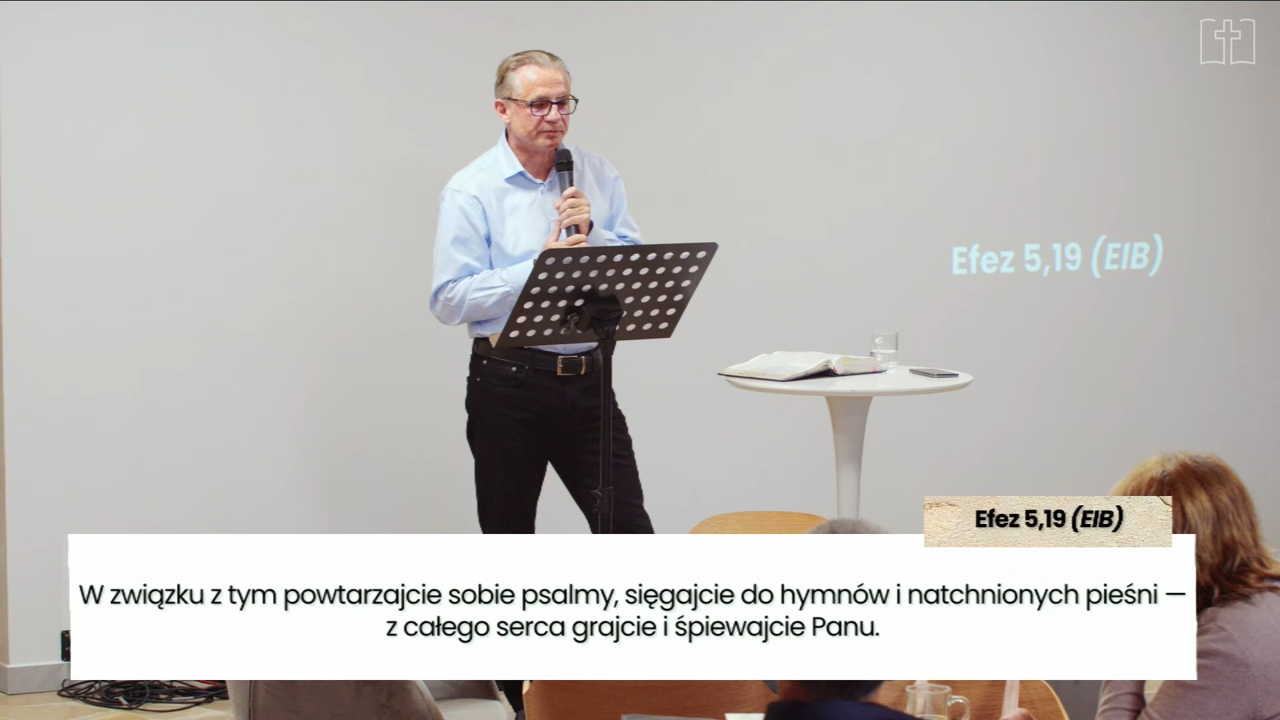 Efez 5,19 (EIB)
Efez 5,19 (EIB)
W związku z tym powtarzajcie sobie psalmy, sięgajcie do hymnów i natchnionych pieśni —
z całego serca grajcie i śpiewajcie Panu.